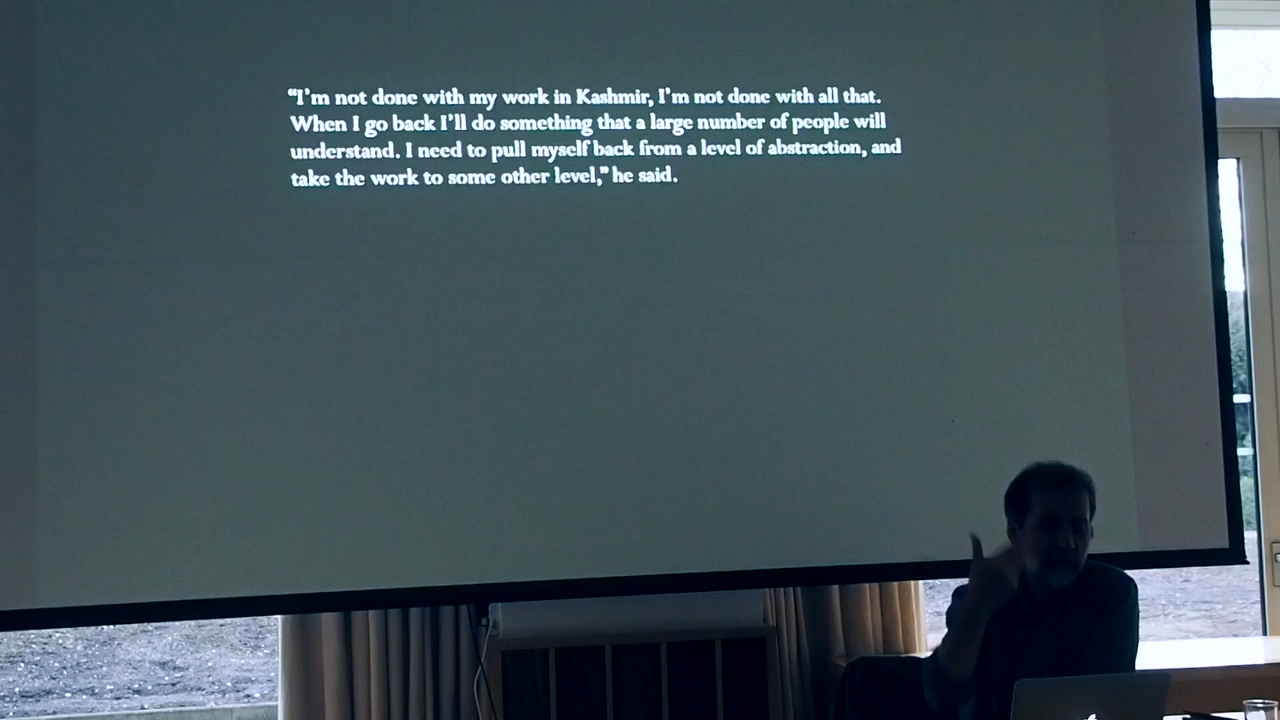 “I’m not done with my work in Kashmir, I’m not done with all that.
When I go back I’ll do something that a large number of people will
understand. I need to pull myself back from a level of abstraction, and
take the work to some other level,” he said.